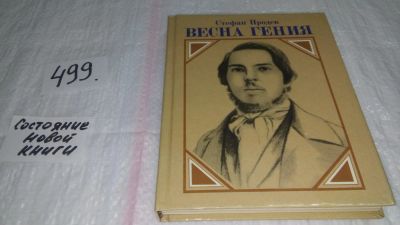 499.
Состояние
новой
книги
Стефан Продев
ВЕСНА ГЕНИЯ